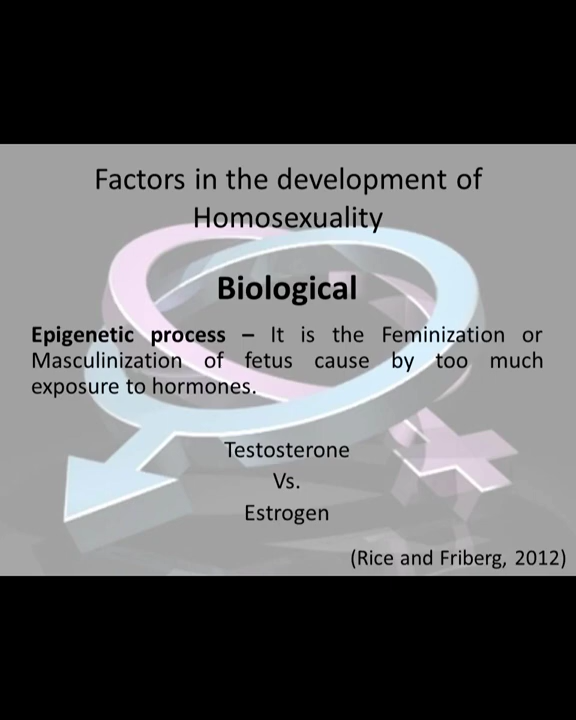 Factors in the development of
Homosexuality
Biological
Epigenetic process – It is the Feminization or
Masculinization of fetus cause by too much
exposure to hormones.
Testosterone
Vs.
Estrogen
(Rice and Friberg, 2012)